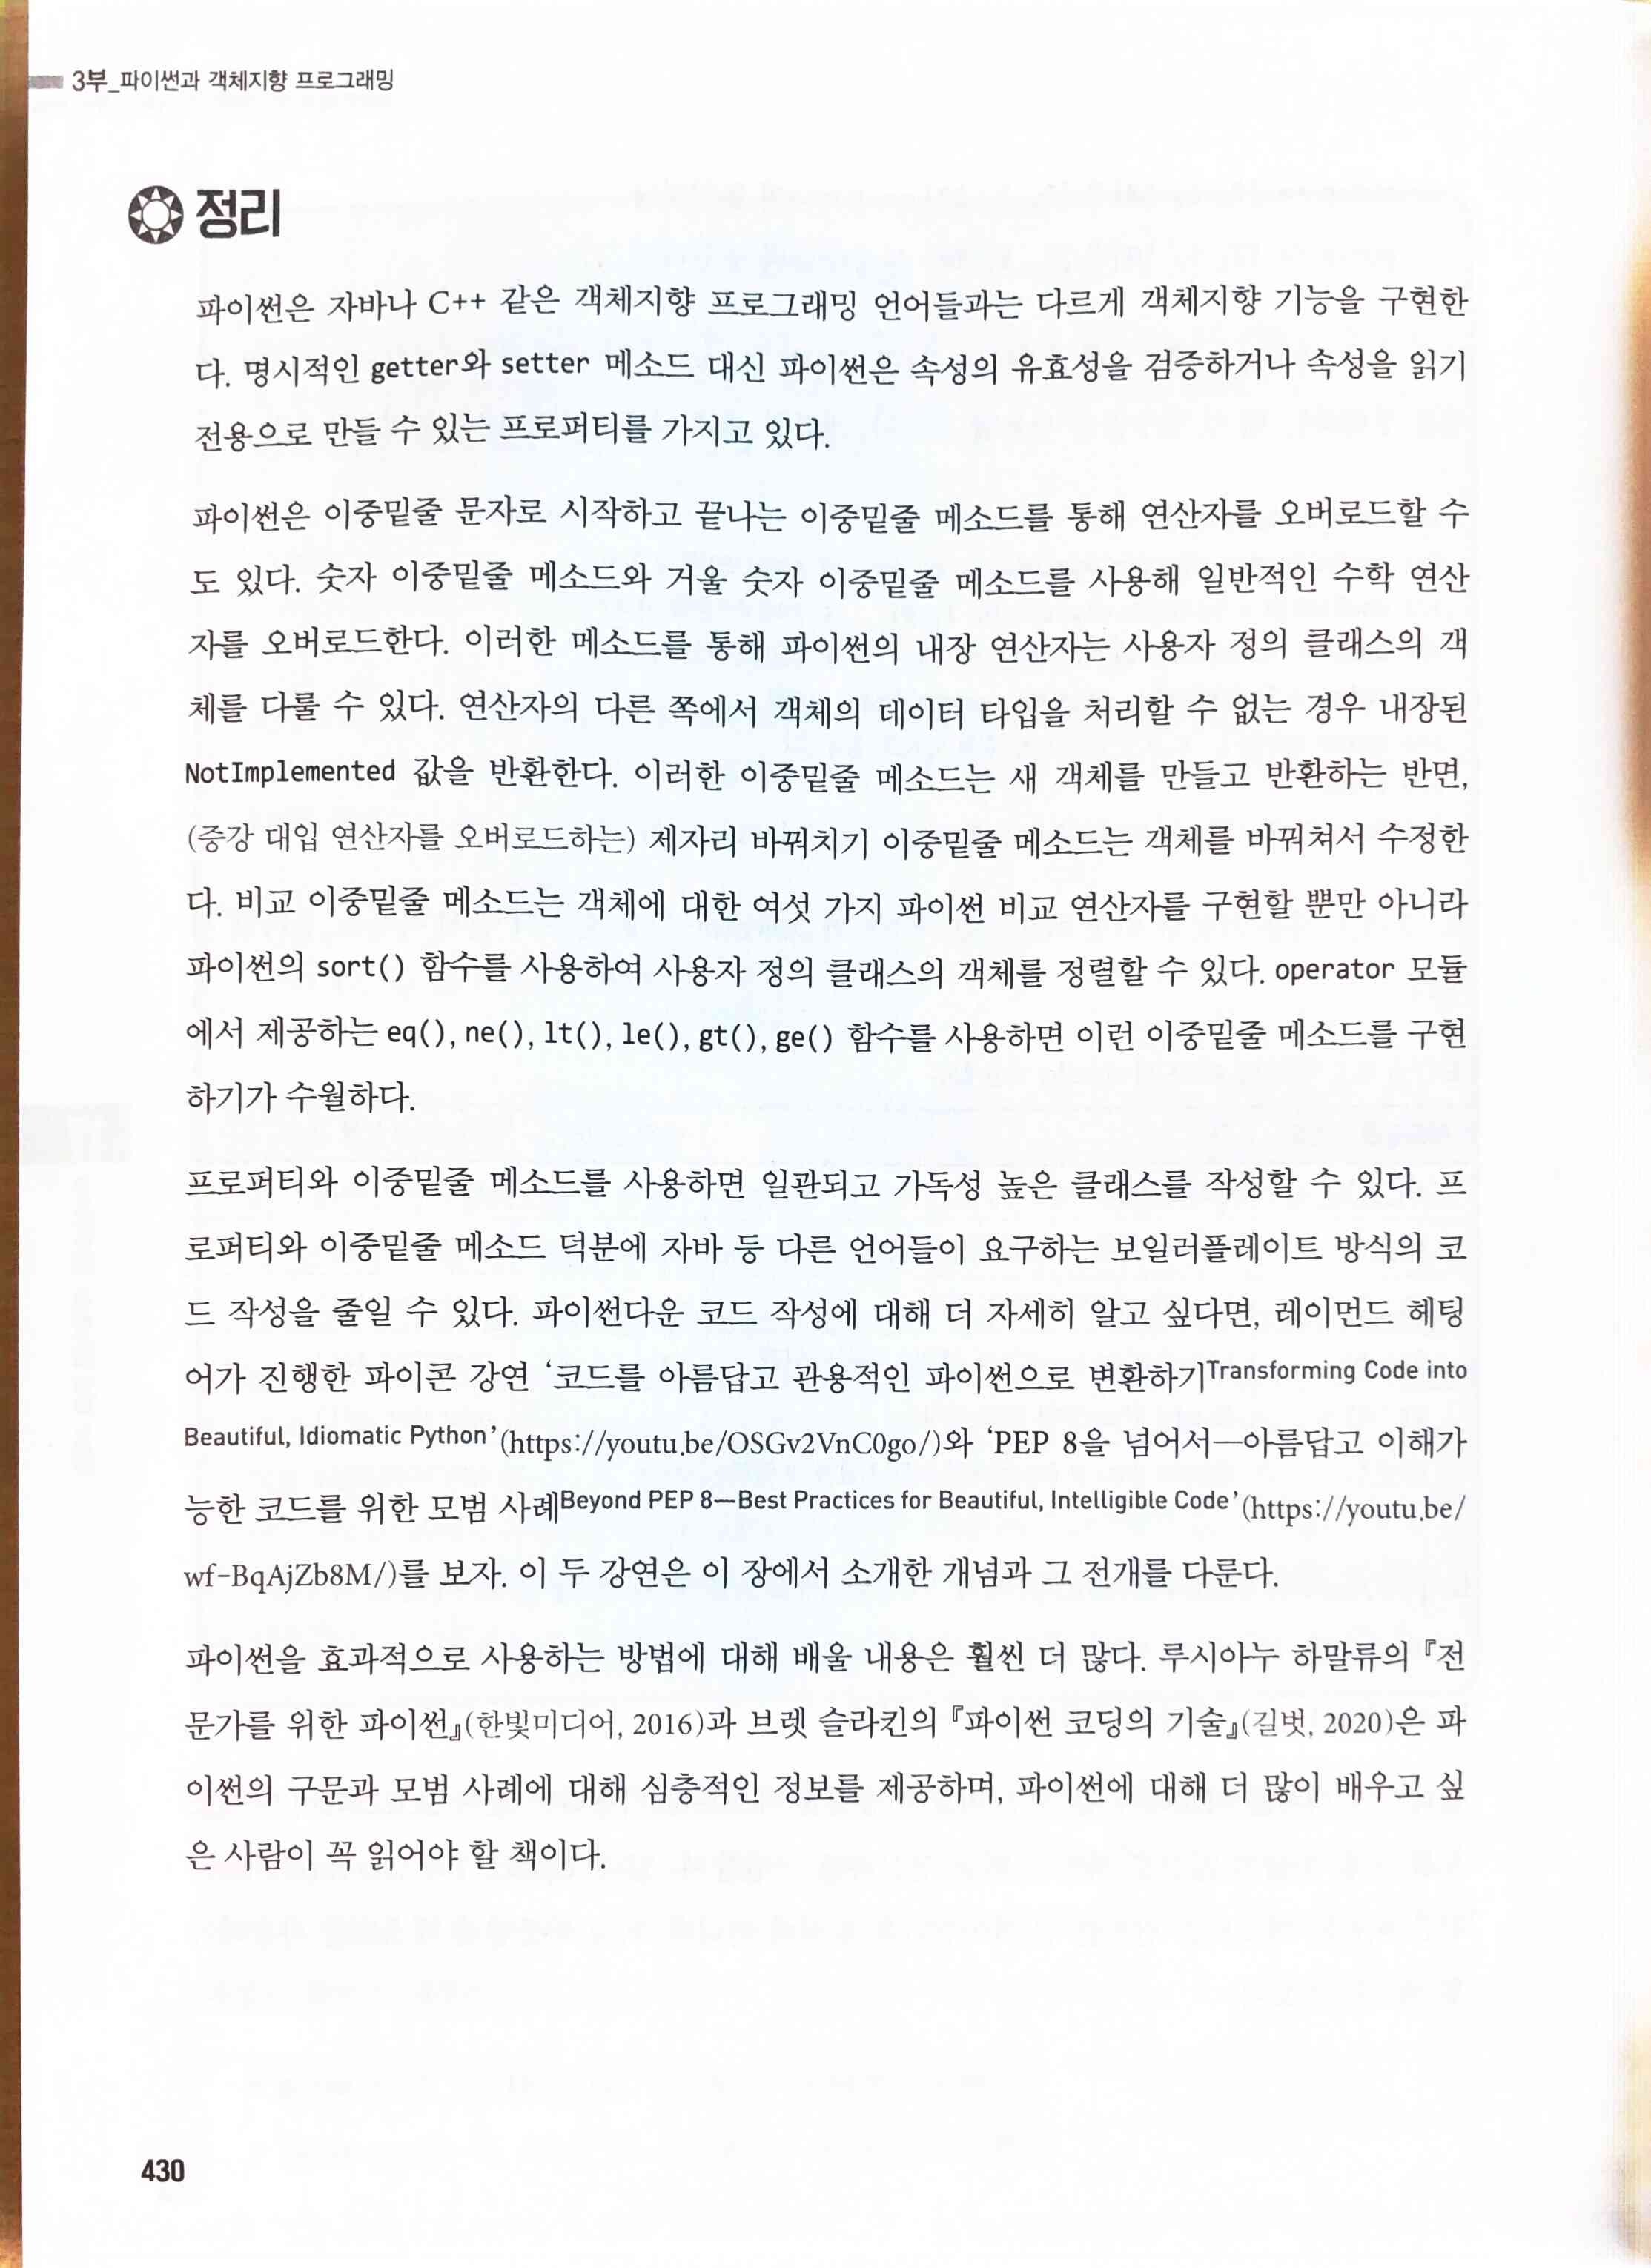 3부_파이썬과 객체지향 프로그래밍
정리
파이썬은 자바나 C++ 같은 객체지향 프로그래밍 언어들과는 다르게 객체지향 기능을 구현한
다. 명시적인 getter와 setter 메소드 대신 파이썬은 속성의 유효성을 검증하거나 속성을 읽기
전용으로 만들 수 있는 프로퍼티를 가지고 있다.
파이썬은 이중밑줄 문자로 시작하고 끝나는 이중밑줄 메소드를 통해 연산자를 오버로드할 수
도 있다. 숫자 이중밑줄 메소드와 거울 숫자 이중밑줄 메소드를 사용해 일반적인 수학 연산
자를 오버로드한다. 이러한 메소드를 통해 파이썬의 내장 연산자는 사용자 정의 클래스의 객
체를 다룰 수 있다. 연산자의 다른 쪽에서 객체의 데이터 타입을 처리할 수 없는 경우 내장된
NotImplemented 값을 반환한다. 이러한 이중밑줄 메소드는 새 객체를 만들고 반환하는 반면,
(증강 대입 연산자를 오버로드하는) 제자리 바꿔치기 이중밑줄 메소드는 객체를 바꿔쳐서 수정한
다. 비교 이중밑줄 메소드는 객체에 대한 여섯 가지 파이썬 비교 연산자를 구현할 뿐만 아니라
파이썬의 sort() 함수를 사용하여 사용자 정의 클래스의 객체를 정렬할 수 있다. operator 모듈
에서 제공하는 eq(), ne(), lt(), le(), gt(), ge() 함수를 사용하면 이런 이중밑줄 메소드를 구현
하기가 수월하다.
프로퍼티와 이중밑줄 메소드를 사용하면 일관되고 가독성 높은 클래스를 작성할 수 있다. 프
로퍼티와 이중밑줄 메소드 덕분에 자바 등 다른 언어들이 요구하는 보일러플레이트 방식의 코
드 작성을 줄일 수 있다. 파이썬다운 코드 작성에 대해 더 자세히 알고 싶다면, 레이먼드 헤팅
어가 진행한 파이콘 강연 ‘코드를 아름답고 관용적인 파이썬으로 변환하기Transforming Code into
Beautiful, Idiomatic Python’(https://youtu.be/OSGv2VnC0go/)와 ‘PEP 8을 넘어서—아름답고 이해가
능한 코드를 위한 모범 사례Beyond PEP 8—Best Practices for Beautiful, Intelligible Code’(https://youtu.be/
wf-BqAjZb8M/)를 보자. 이 두 강연은 이 장에서 소개한 개념과 그 전개를 다룬다.
파이썬을 효과적으로 사용하는 방법에 대해 배울 내용은 훨씬 더 많다. 루시아누 하말류의 『전
문가를 위한 파이썬』(한빛미디어, 2016)과 브렛 슬라킨의 『파이썬 코딩의 기술』(길벗, 2020)은 파
이썬의 구문과 모범 사례에 대해 심층적인 정보를 제공하며, 파이썬에 대해 더 많이 배우고 싶
은 사람이 꼭 읽어야 할 책이다.
430